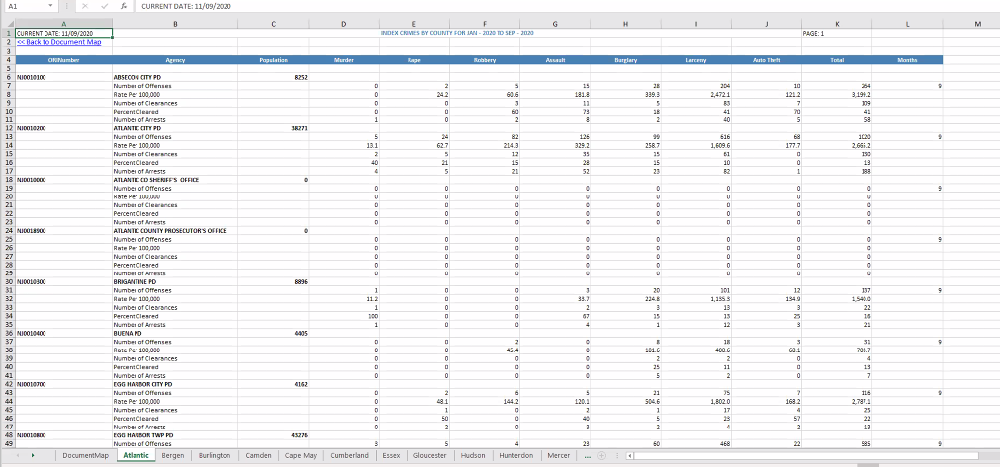 A1 fx CURRENT DATE: 11/09/2020
A B C D E F G H I J K L M
1 CURRENT DATE: 11/09/2020 INDEX CRIMES BY COUNTY FOR JAN - 2020 TO SEP - 2020 PAGE: 1
2 <<Back to Document Map
3
4 ORINumber Agency Population Murder Rape Robbery Assault Burglary Larceny Auto Theft Total Months
5
6 NJ0010100 ABSECON CITY PD 8252
7 Number of Offenses 0 2 5 15 28 204 10 264 9
8 Rate Per 100,000 0 24.2 60.6 181.8 339.3 2,472.1 121.2 3,199.2
9 Number of Clearances 0 0 3 11 5 83 7 109
10 Percent Cleared 0 0 60 73 18 41 70 41
11 Number of Arrests 1 0 2 8 2 40 5 58
12 NJ0010200 ATLANTIC CITY PD 38271
13 Number of Offenses 5 24 82 126 99 616 68 1020 9
14 Rate Per 100,000 13.1 62.7 214.3 329.2 258.7 1,609.6 177.7 2,665.2
15 Number of Clearances 2 5 12 35 15 61 0 130
16 Percent Cleared 40 21 15 28 15 10 0 13
17 Number of Arrests 4 5 21 52 23 82 1 188
18 NJ0010000 ATLANTIC CO SHERIFF'S OFFICE 0
19 Number of Offenses 0 0 0 0 0 0 0 0 9
20 Rate Per 100,000 0 0 0 0 0 0 0 0
21 Number of Clearances 0 0 0 0 0 0 0 0
22 Percent Cleared 0 0 0 0 0 0 0 0
23 Number of Arrests 0 0 0 0 0 0 0 0
24 NJ0018900 ATLANTIC COUNTY PROSECUTOR'S OFFICE 0
25 Number of Offenses 0 0 0 0 0 0 0 0 9
26 Rate Per 100,000 0 0 0 0 0 0 0 0
27 Number of Clearances 0 0 0 0 0 0 0 0
28 Percent Cleared 0 0 0 0 0 0 0 0
29 Number of Arrests 0 0 0 0 0 0 0 0
30 NJ0010300 BRIGANTINE PD 8896
31 Number of Offenses 1 0 0 3 20 101 12 137 9
32 Rate Per 100,000 11.2 0 0 33.7 224.8 1,135.3 134.9 1,540.0
33 Number of Clearances 1 0 0 2 3 13 3 22
34 Percent Cleared 100 0 0 67 15 13 25 16
35 Number of Arrests 1 0 0 4 1 12 3 21
36 NJ0010400 BUENA PD 4405
37 Number of Offenses 0 0 2 0 8 18 3 31 9
38 Rate Per 100,000 0 0 45.4 0 181.6 408.6 68.1 703.7
39 Number of Clearances 0 0 0 0 2 2 0 4
40 Percent Cleared 0 0 0 0 25 11 0 13
41 Number of Arrests 0 0 0 0 5 2 0 7
42 NJ0010700 EGG HARBOR CITY PD 4162
43 Number of Offenses 0 2 6 5 21 75 7 116 9
44 Rate Per 100,000 0 48.1 144.2 120.1 504.6 1,802.0 168.2 2,787.1
45 Number of Clearances 0 1 0 2 1 17 4 25
46 Percent Cleared 0 50 0 40 5 23 57 22
47 Number of Arrests 0 2 0 3 2 4 2 13
48 NJ0010800 EGG HARBOR TWP PD 43276
49 Number of Offenses 3 5 4 23 60 468 22 585 9
DocumentMap Atlantic Bergen Burlington Camden Cape May Cumberland Essex Gloucester Hudson Hunterdon Mercer ...